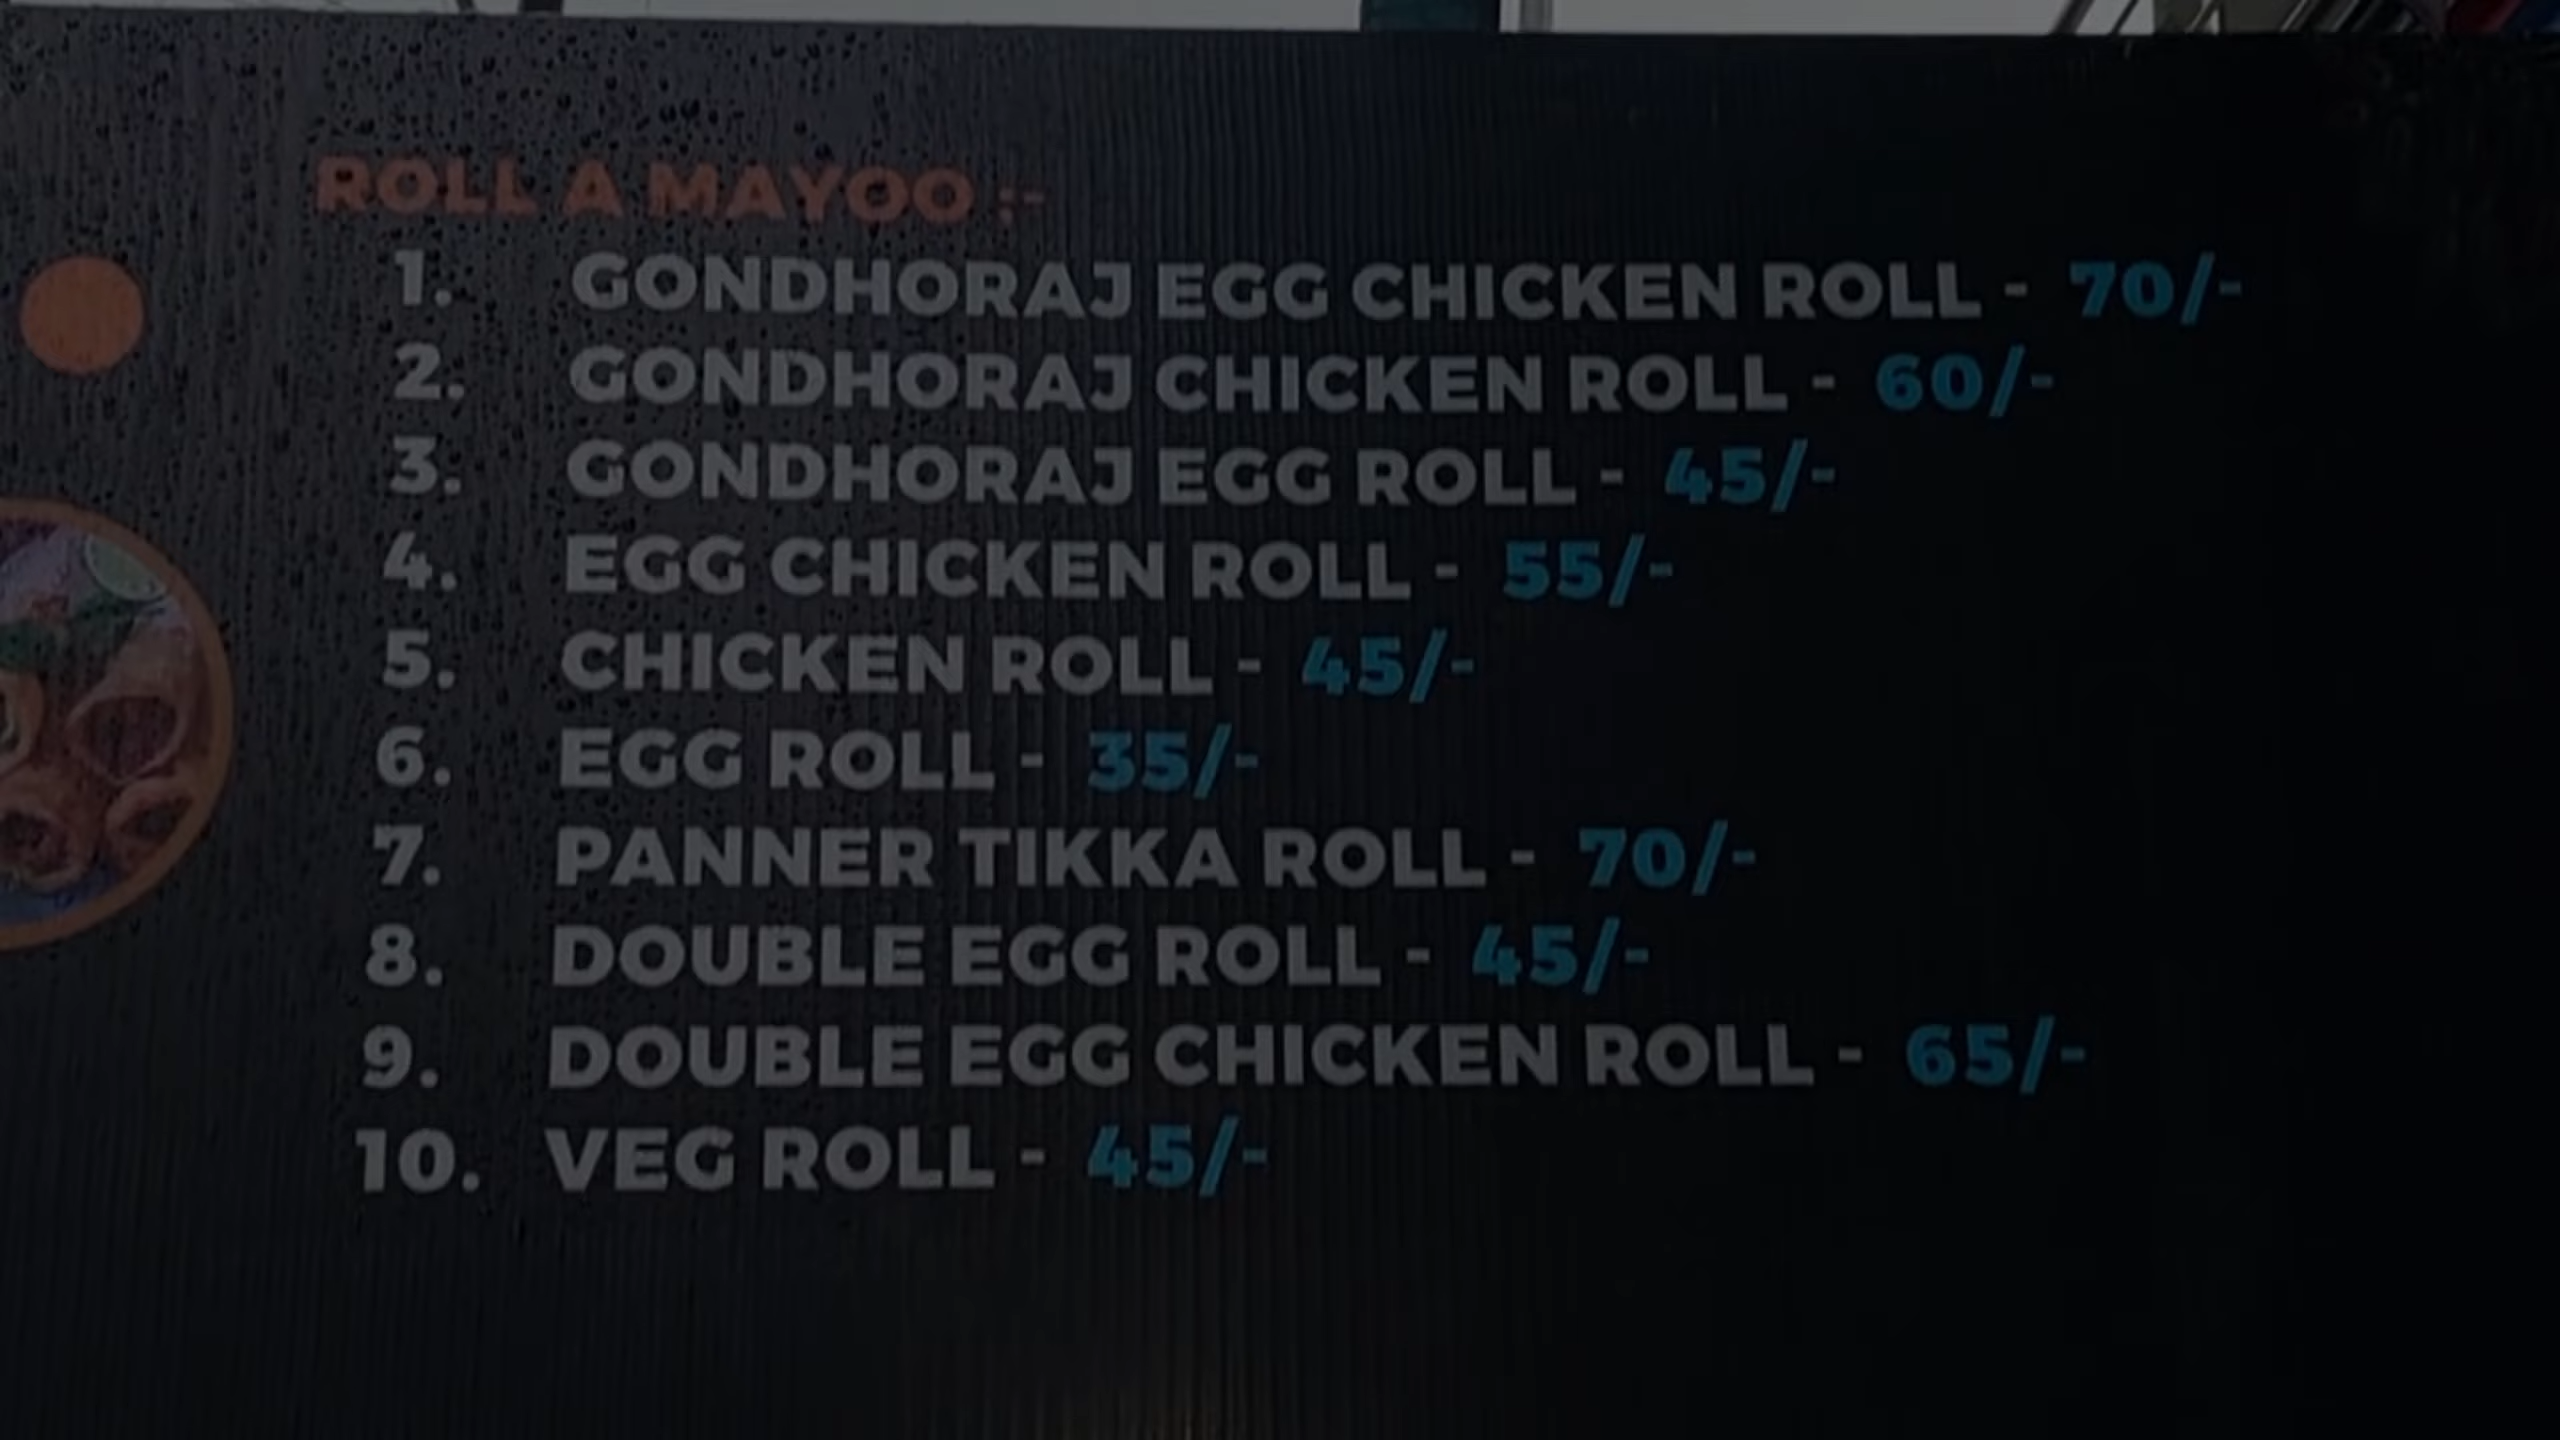 ROLL A MAYOO :-
1. GONDHORAJ EGG CHICKEN ROLL - 70/-
2. GONDHORAJ CHICKEN ROLL - 60/-
3. GONDHORAJ EGG ROLL - 45/-
4. EGG CHICKEN ROLL - 55/-
5. CHICKEN ROLL - 45/-
6. EGG ROLL - 35/-
7. PANNER TIKKA ROLL - 70/-
8. DOUBLE EGG ROLL - 45/-
9. DOUBLE EGG CHICKEN ROLL - 65/-
10. VEG ROLL - 45/-